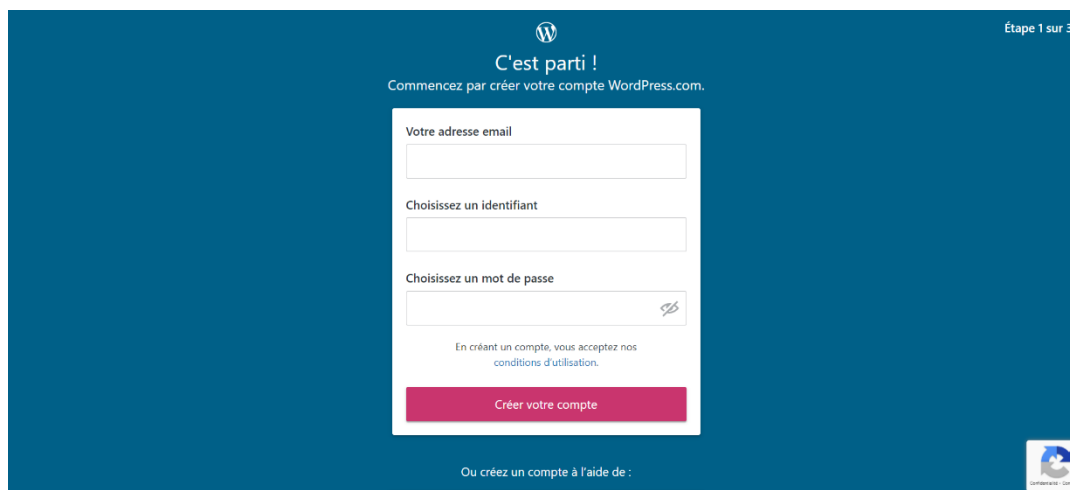 Étape 1 sur 3
C'est parti !
Commencez par créer votre compte WordPress.com.
Votre adresse email
Choisissez un identifiant
Choisissez un mot de passe
En créant un compte, vous acceptez nos
conditions d'utilisation.
Créer votre compte
Ou créez un compte à l'aide de :
Confidentialité -